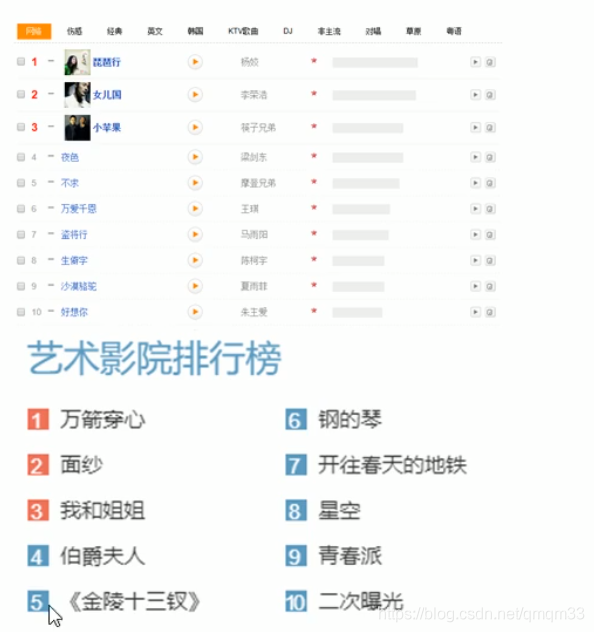 网络 伤感 经典 英文 韩国 KTV歌曲 DJ 非主流 对唱 草原 粤语
1 琵琶行 杨姣 *
2 女儿国 李荣浩 *
3 小苹果 筷子兄弟 *
4 夜色 梁剑东 *
5 不求 摩登兄弟 *
6 万爱千恩 王琪 *
7 盗将行 马雨阳 *
8 生僻字 陈柯宇 *
9 沙漠骆驼 夏雨菲 *
10 好想你 朱主爱 *
艺术影院排行榜
1 万箭穿心 6 钢的琴
2 面纱 7 开往春天的地铁
3 我和姐姐 8 星空
4 伯爵夫人 9 青春派
5 《金陵十三钗》 10 二次曝光
https://blog.csdn.net/qmqm33